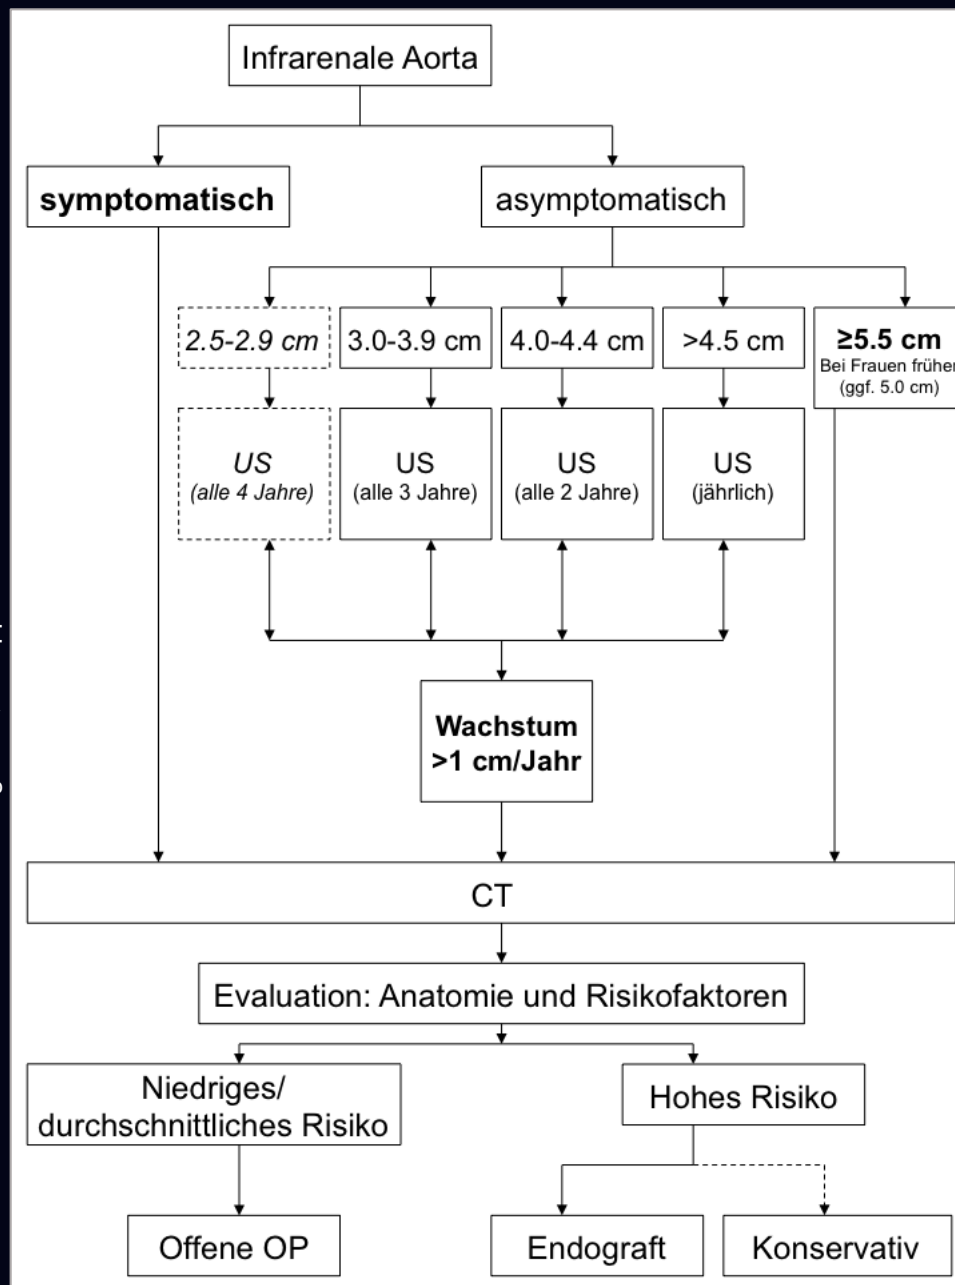 Infrarenale Aorta
symptomatisch
asymptomatisch
2.5-2.9 cm
3.0-3.9 cm
4.0-4.4 cm
>4.5 cm
≥5.5 cm
Bei Frauen früher
(ggf. 5.0 cm)
US
(alle 4 Jahre)
US
(alle 3 Jahre)
US
(alle 2 Jahre)
US
(jährlich)
Wachstum
>1 cm/Jahr
CT
Evaluation: Anatomie und Risikofaktoren
Niedriges/
durchschnittliches Risiko
Hohes Risiko
Offene OP
Endograft
Konservativ